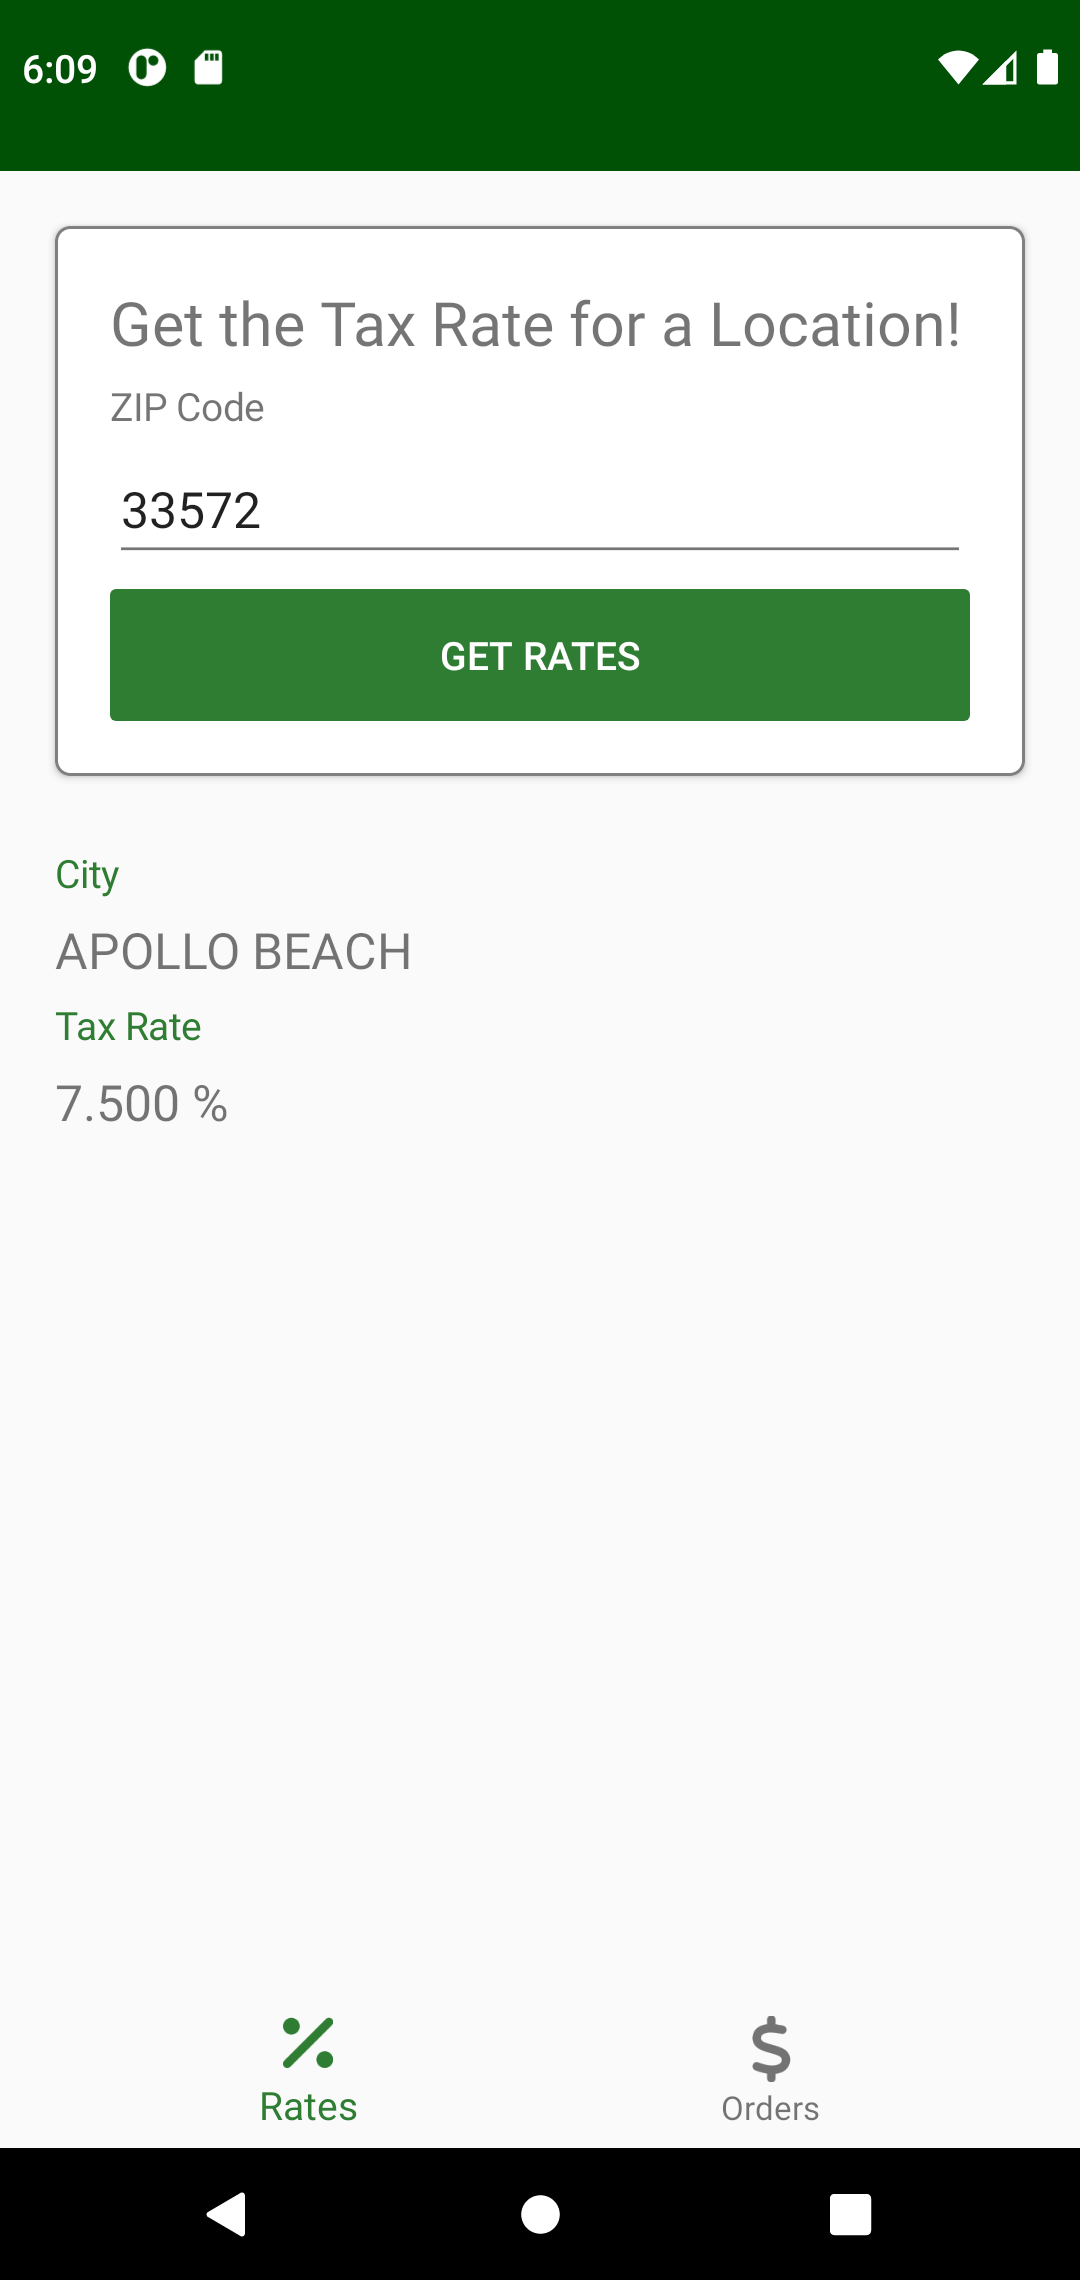 6:09
Get the Tax Rate for a Location!
ZIP Code
33572
GET RATES
City
APOLLO BEACH
Tax Rate
7.500 %
Rates
Orders